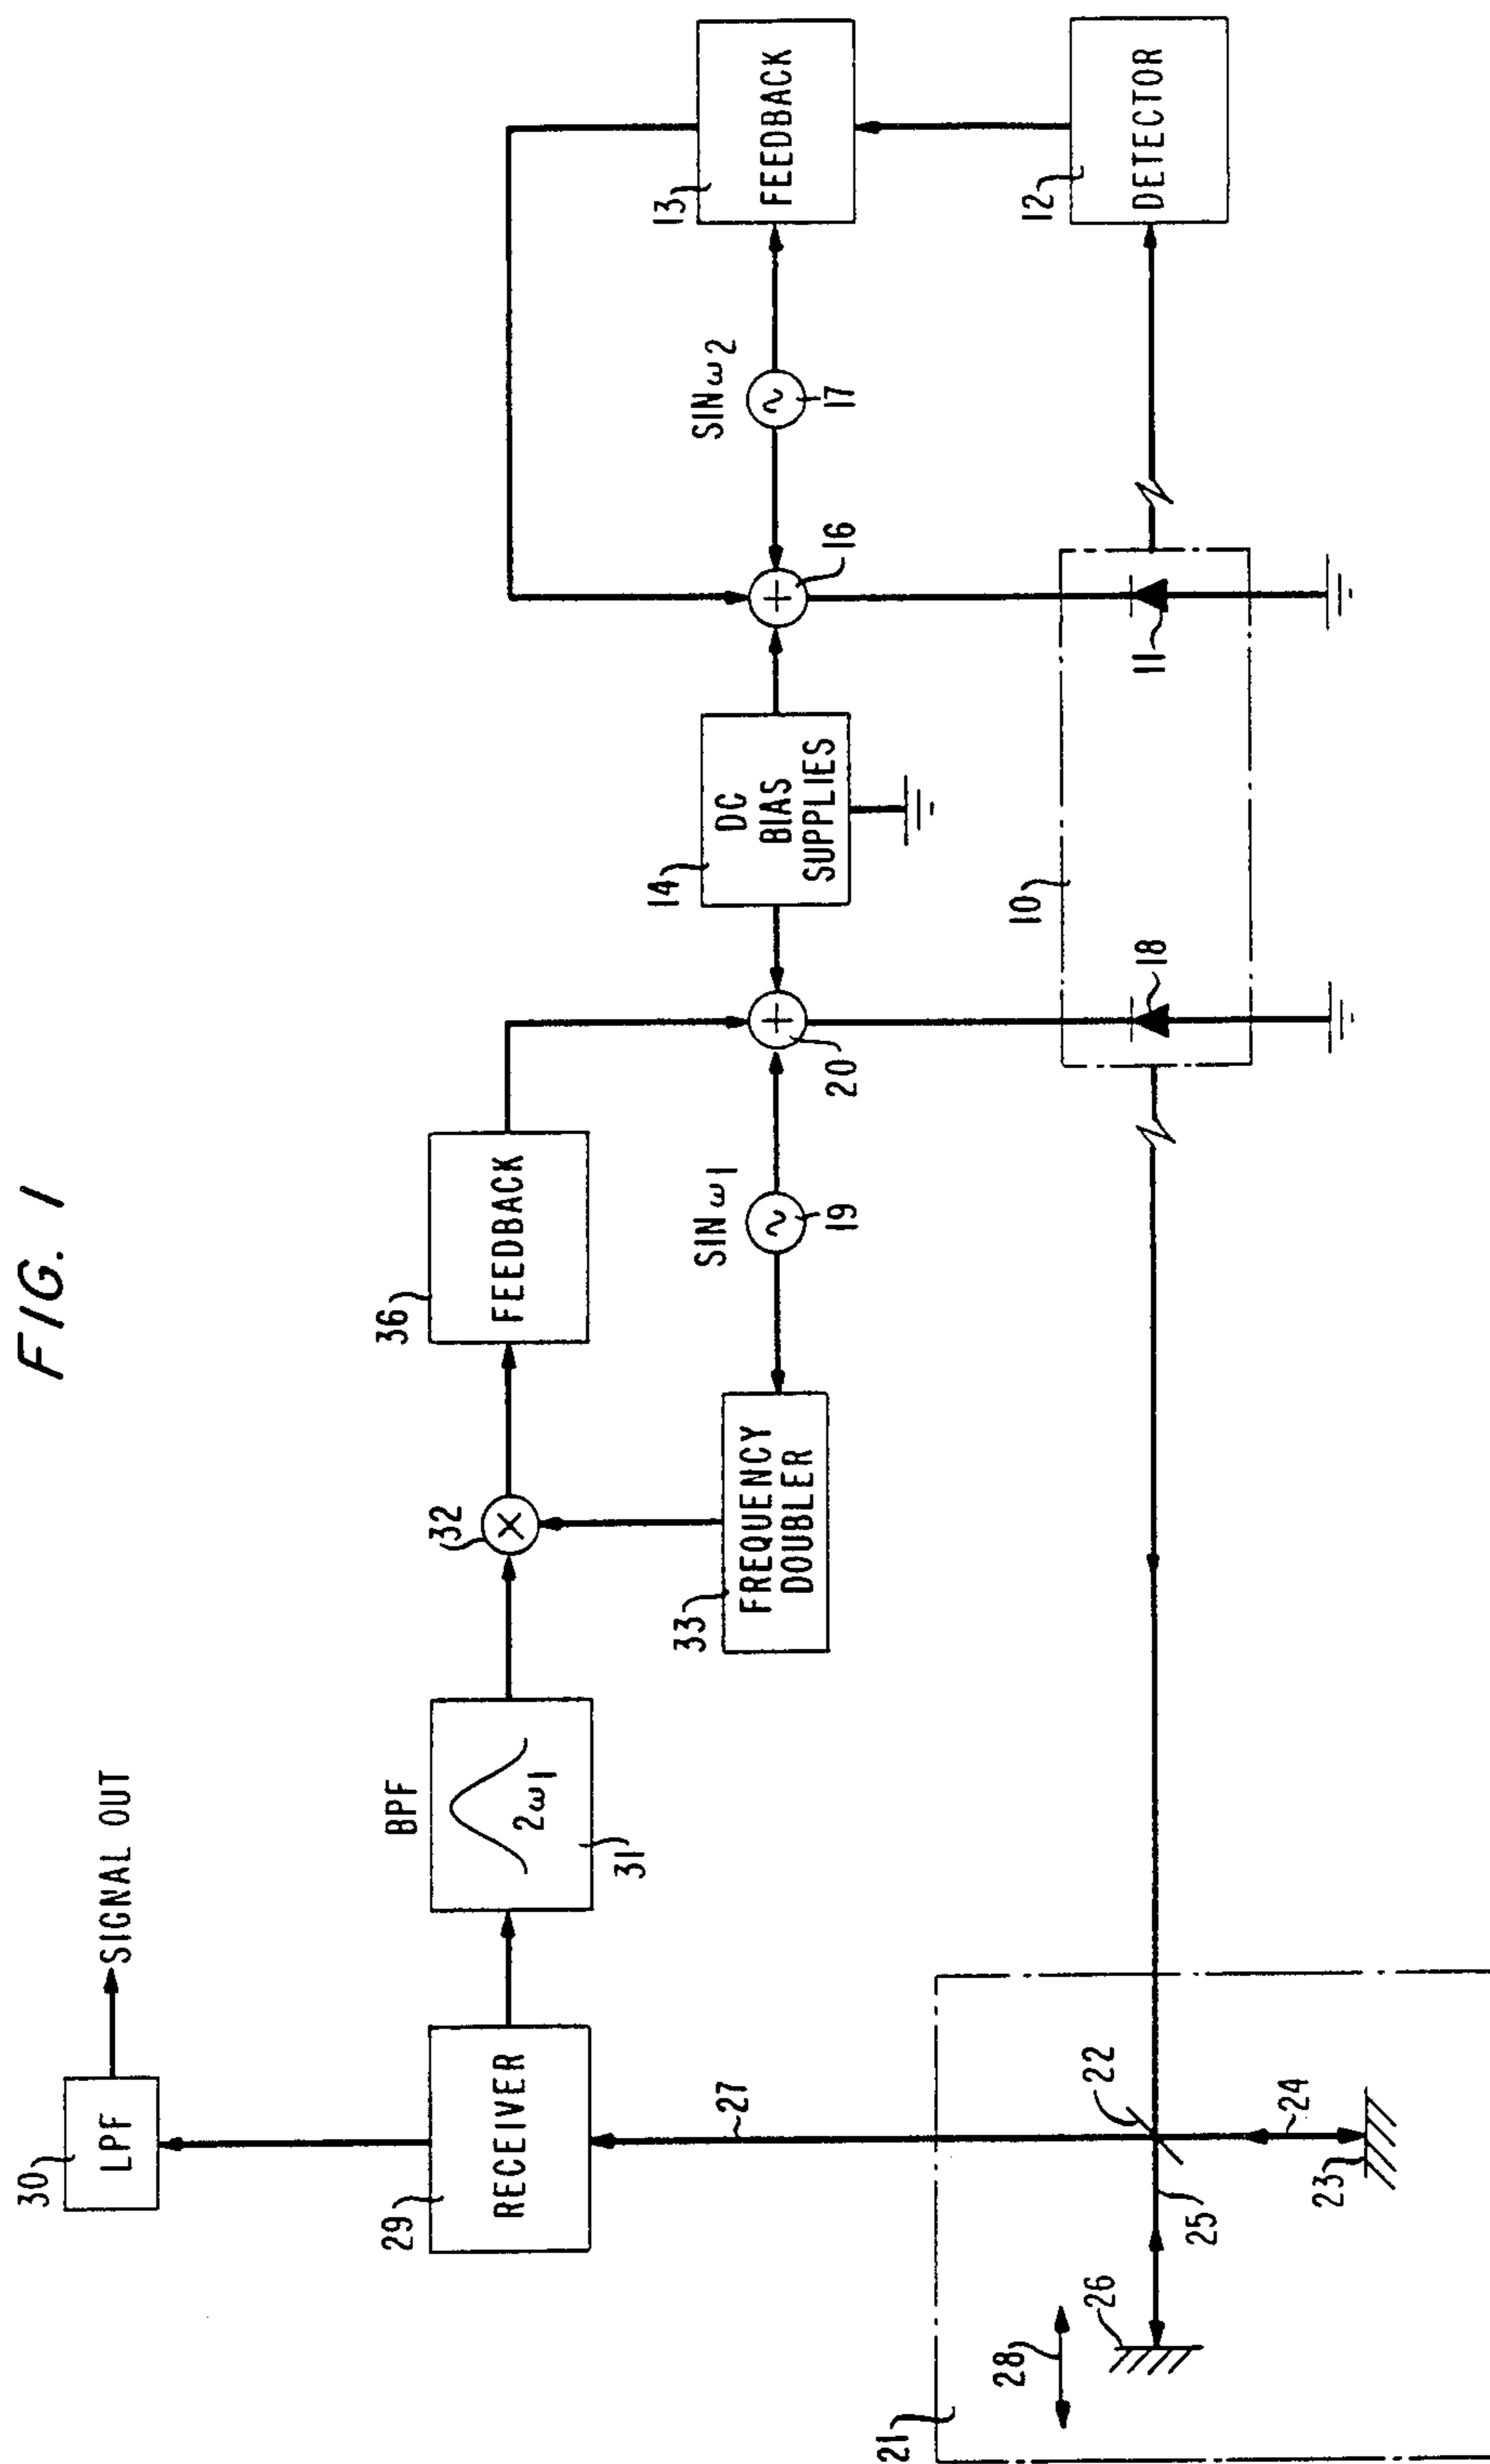 FIG. 1
30
LPF
SIGNAL OUT
29
RECEIVER
BPF
2ω1
31
32
×
36
FEEDBACK
33
FREQUENCY
DOUBLER
SIN ω1
19
+
20
14
DC
BIAS
SUPPLIES
+
16
SIN ω2
17
13
FEEDBACK
12
DETECTOR
10
18
11
27
22
24
23
25
26
28
21